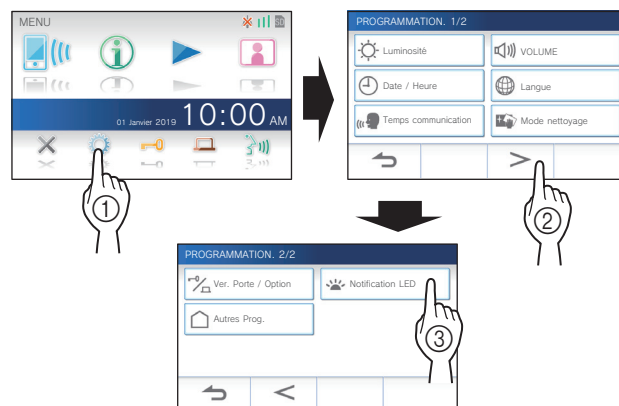 MENU
SD
01 Janvier 2019 10:00 AM
①
PROGRAMMATION. 1/2
Luminosité
VOLUME
Date / Heure
Langue
Temps communication
Mode nettoyage
>
②
PROGRAMMATION. 2/2
Ver. Porte / Option
Notification LED
Autres Prog.
③
<